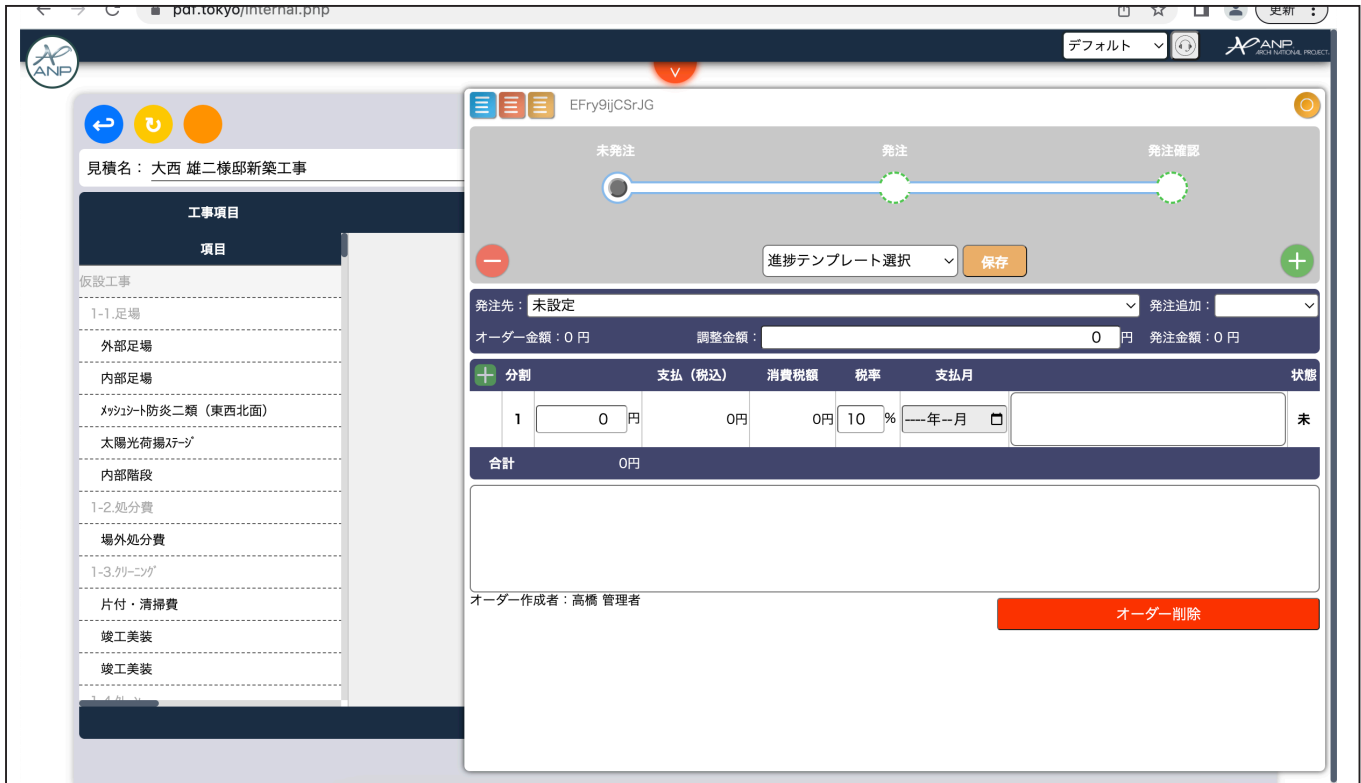 pdf.tokyo/internal.php
更新
デフォルト
ANP
ARCH NATIONAL PROJECT.
ANP
V
EFry9ijCSrJG
未発注 発注 発注確認
進捗テンプレート選択 保存
見積名： 大西 雄二様邸新築工事
工事項目
項目
仮設工事
1-1.足場
外部足場
内部足場
ﾒｯｼｭｼｰﾄ防炎二類（東西北面）
太陽光荷揚ｽﾃｰｼﾞ
内部階段
1-2.処分費
場外処分費
1-3.ｸﾘｰﾆﾝｸﾞ
片付・清掃費
竣工美装
竣工美装
発注先： 未設定 発注追加：
オーダー金額：0 円 調整金額： 0 円 発注金額：0 円
分割 支払（税込） 消費税額 税率 支払月 状態
1 0 円 0円 0円 10 % ----年--月 未
合計 0円
オーダー作成者：高橋 管理者
オーダー削除